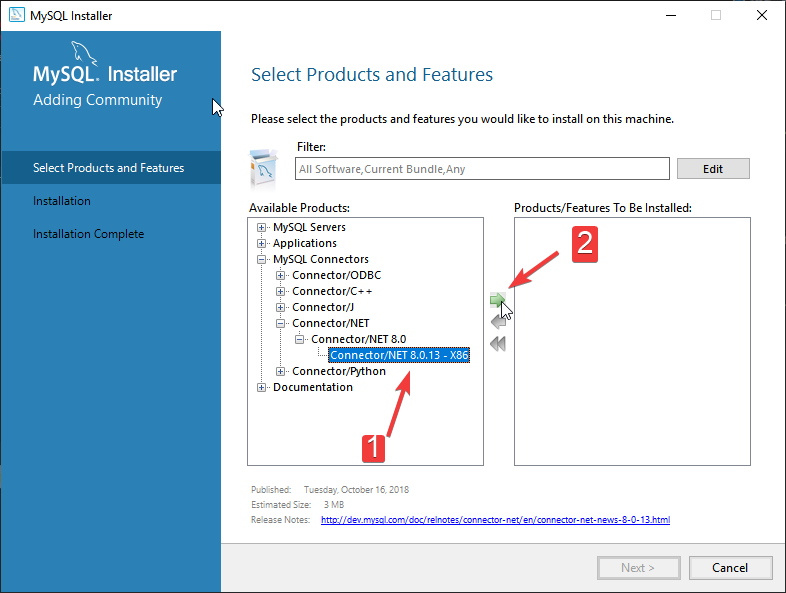 MySQL Installer
MySQL. Installer
Adding Community
Select Products and Features
Installation
Installation Complete
Select Products and Features
Please select the products and features you would like to install on this machine.
Filter:
All Software,Current Bundle,Any
Edit
Available Products:
MySQL Servers
Applications
MySQL Connectors
Connector/ODBC
Connector/C++
Connector/J
Connector/NET
Connector/NET 8.0
Connector/NET 8.0.13 - X86
Connector/Python
Documentation
1
2
Products/Features To Be Installed:
Published: Tuesday, October 16, 2018
Estimated Size: 3 MB
Release Notes: http://dev.mysql.com/doc/relnotes/connector-net/en/connector-net-news-8-0-13.html
Next >
Cancel